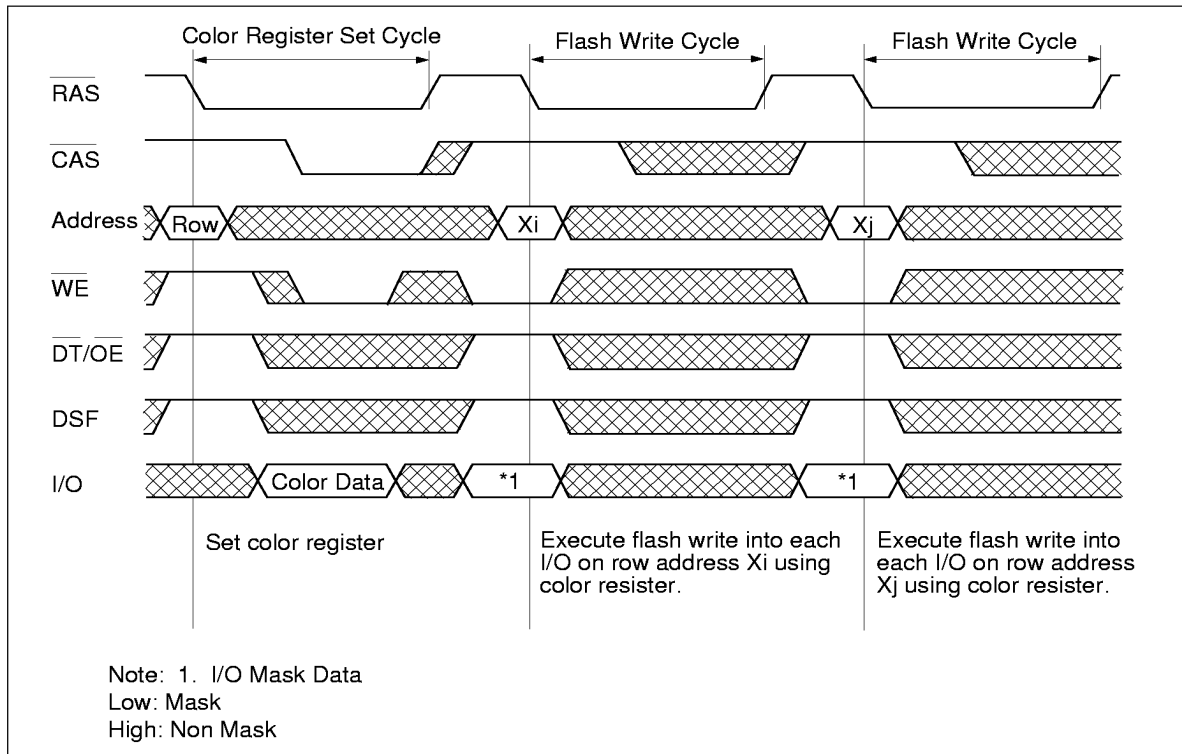 Color Register Set Cycle
Flash Write Cycle
Flash Write Cycle
RAS
CAS
Address
Row
Xi
Xj
WE
DT/OE
DSF
I/O
Color Data
*1
*1
Set color register
Execute flash write into each
I/O on row address Xi using
color resister.
Execute flash write into
each I/O on row address
Xj using color resister.
Note: 1. I/O Mask Data
Low: Mask
High: Non Mask